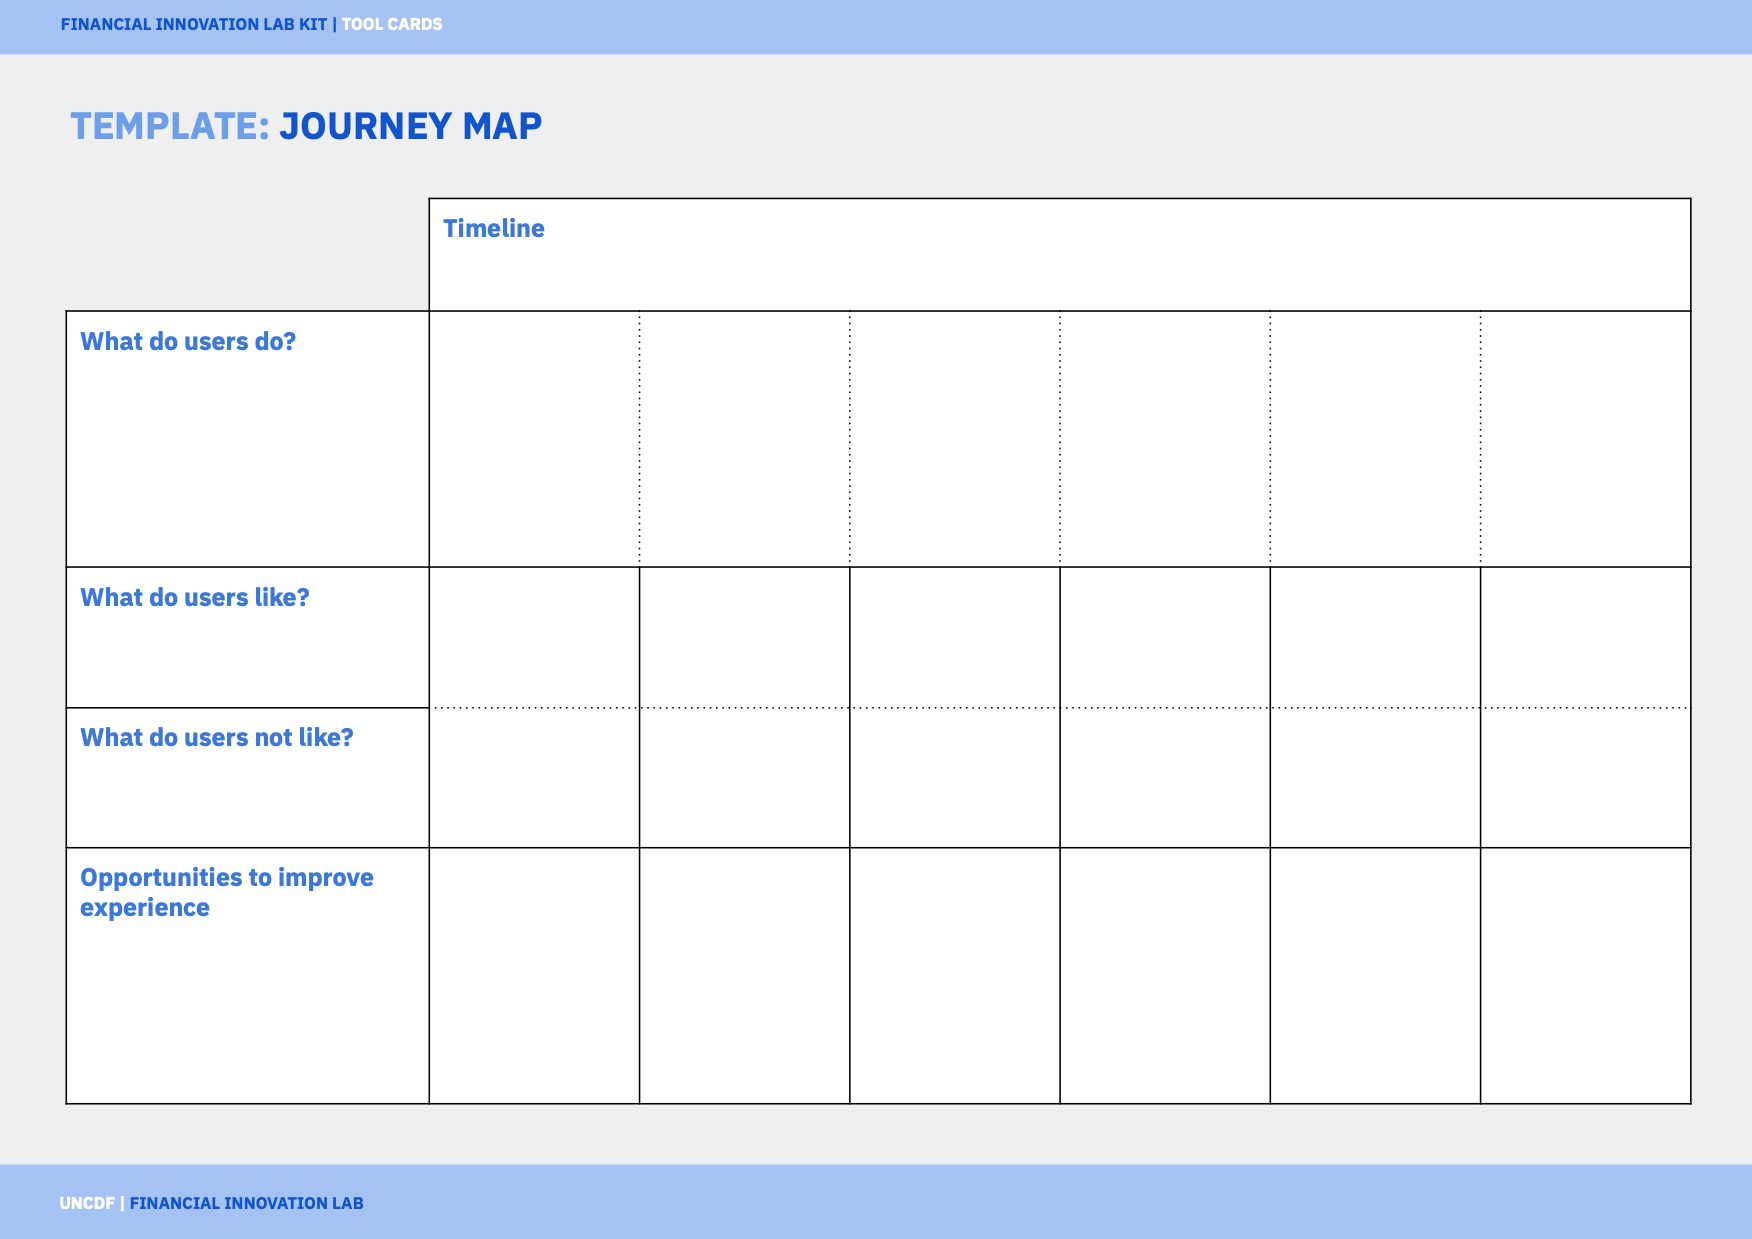 FINANCIAL INNOVATION LAB KIT | TOOL CARDS
TEMPLATE: JOURNEY MAP
Timeline
What do users do?
What do users like?
What do users not like?
Opportunities to improve
experience
UNCDF | FINANCIAL INNOVATION LAB